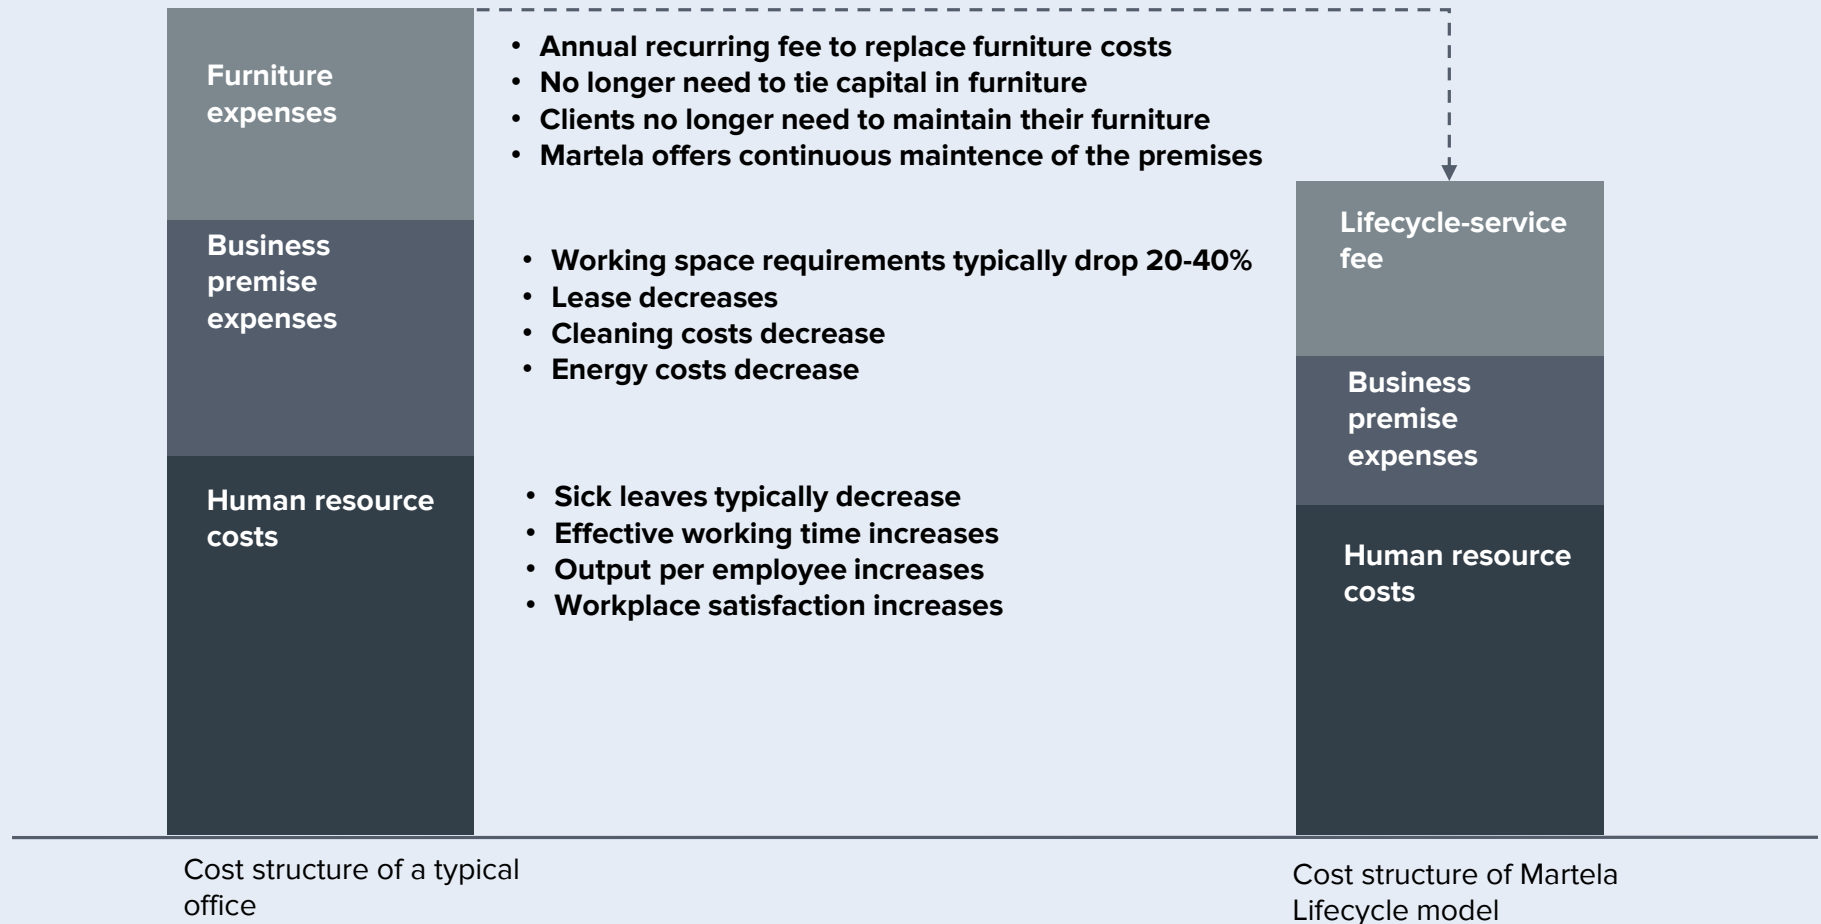 Furniture
expenses
• Annual recurring fee to replace furniture costs
• No longer need to tie capital in furniture
• Clients no longer need to maintain their furniture
• Martela offers continuous maintence of the premises
Business
premise
expenses
• Working space requirements typically drop 20-40%
• Lease decreases
• Cleaning costs decrease
• Energy costs decrease
Human resource
costs
• Sick leaves typically decrease
• Effective working time increases
• Output per employee increases
• Workplace satisfaction increases
Lifecycle-service
fee
Business
premise
expenses
Human resource
costs
Cost structure of a typical
office
Cost structure of Martela
Lifecycle model